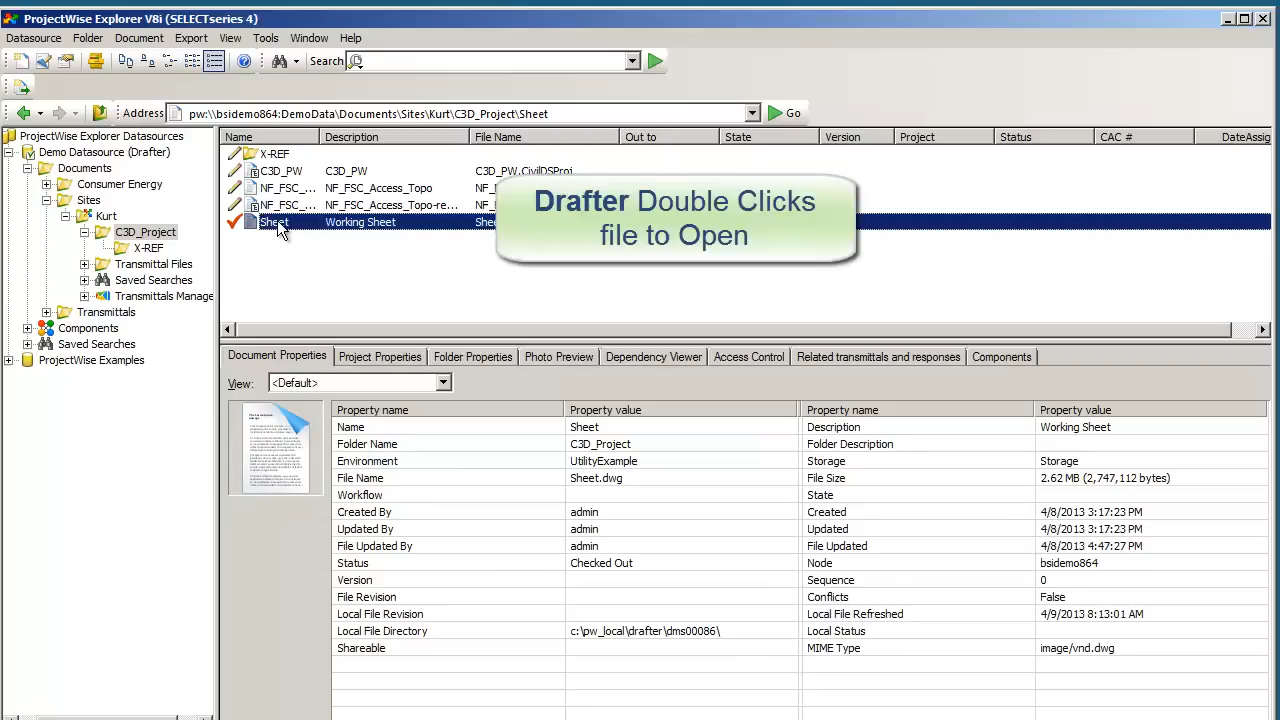 ProjectWise Explorer V8i (SELECTseries 4)
Datasource Folder Document Export View Tools Window Help
Search
Address pw:\\bsidemo864:DemoData\Documents\Sites\Kurt\C3D_Project\Sheet Go
ProjectWise Explorer Datasources
Demo Datasource (Drafter)
Documents
Consumer Energy
Sites
Kurt
C3D_Project
X-REF
Transmittal Files
Saved Searches
Transmittals Manage
Transmittals
Components
Saved Searches
ProjectWise Examples
Name Description File Name Out to State Version Project Status CAC # DateAssig
X-REF
C3D_PW C3D_PW C3D_PW.CivilDSProj
NF_FSC_... NF_FSC_Access_Topo
NF_FSC_... NF_FSC_Access_Topo-re...
Sheet Working Sheet
Drafter Double Clicks
file to Open
Document Properties Project Properties Folder Properties Photo Preview Dependency Viewer Access Control Related transmittals and responses Components
View: <Default>
Property name Property value Property name Property value
Name Sheet Description Working Sheet
Folder Name C3D_Project Folder Description
Environment UtilityExample Storage Storage
File Name Sheet.dwg File Size 2.62 MB (2,747,112 bytes)
Workflow State
Created By admin Created 4/8/2013 3:17:23 PM
Updated By admin Updated 4/8/2013 3:17:23 PM
File Updated By admin File Updated 4/8/2013 4:47:27 PM
Status Checked Out Node bsidemo864
Version Sequence 0
File Revision Conflicts False
Local File Revision Local File Refreshed 4/9/2013 8:13:01 AM
Local File Directory c:\pw_local\drafter\dms00086\ Local Status
Shareable MIME Type image/vnd.dwg